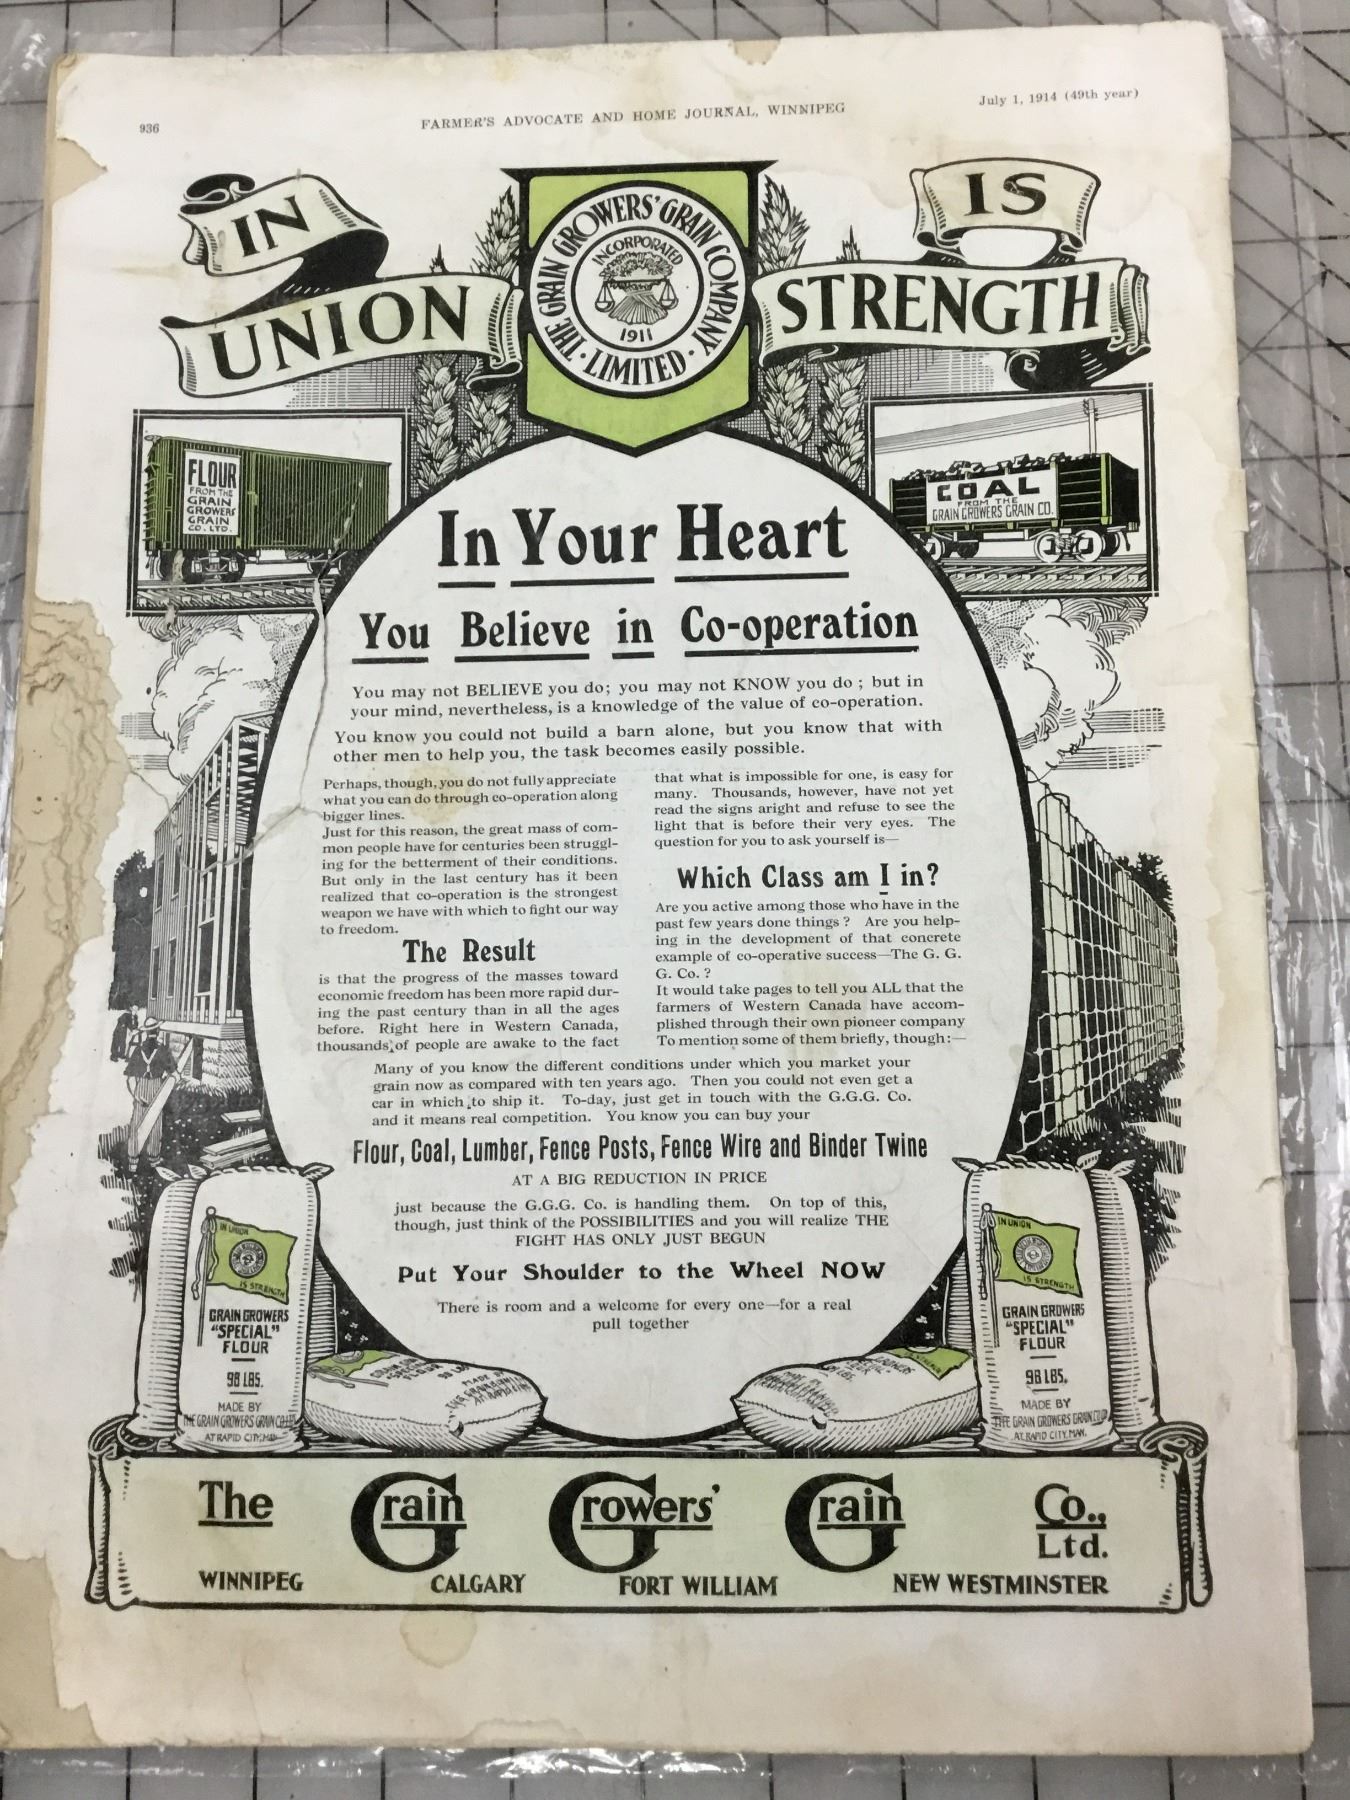 936
FARMER'S ADVOCATE AND HOME JOURNAL, WINNIPEG
July 1, 1914 (49th year)
IN
UNION
IS
STRENGTH
THE GRAIN GROWERS' GRAIN COMPANY
· LIMITED ·
INCORPORATED
1911
FLOUR
FROM THE
GRAIN
GROWERS
GRAIN
CO. LTD.
COAL
FROM THE
GRAIN GROWERS GRAIN CO.
In Your Heart
You Believe in Co-operation
You may not BELIEVE you do; you may not KNOW you do ; but in
your mind, nevertheless, is a knowledge of the value of co-operation.
You know you could not build a barn alone, but you know that with
other men to help you, the task becomes easily possible.
Perhaps, though, you do not fully appreciate
what you can do through co-operation along
bigger lines.
Just for this reason, the great mass of com-
mon people have for centuries been struggl-
ing for the betterment of their conditions.
But only in the last century has it been
realized that co-operation is the strongest
weapon we have with which to fight our way
to freedom.
The Result
is that the progress of the masses toward
economic freedom has been more rapid dur-
ing the past century than in all the ages
before. Right here in Western Canada,
thousands of people are awake to the fact
that what is impossible for one, is easy for
many. Thousands, however, have not yet
read the signs aright and refuse to see the
light that is before their very eyes. The
question for you to ask yourself is—
Which Class am I in?
Are you active among those who have in the
past few years done things ? Are you help-
ing in the development of that concrete
example of co-operative success—The G. G.
G. Co. ?
It would take pages to tell you ALL that the
farmers of Western Canada have accom-
plished through their own pioneer company
To mention some of them briefly, though:—
Many of you know the different conditions under which you market your
grain now as compared with ten years ago. Then you could not even get a
car in which to ship it. To-day, just get in touch with the G.G.G. Co.
and it means real competition. You know you can buy your
Flour, Coal, Lumber, Fence Posts, Fence Wire and Binder Twine
AT A BIG REDUCTION IN PRICE
just because the G.G.G. Co. is handling them. On top of this,
though, just think of the POSSIBILITIES and you will realize THE
FIGHT HAS ONLY JUST BEGUN
Put Your Shoulder to the Wheel NOW
There is room and a welcome for every one—for a real
pull together
IN UNION
IS STRENGTH
GRAIN GROWERS
"SPECIAL"
FLOUR
98 LBS.
MADE BY
THE GRAIN GROWERS GRAIN CO LTD
AT RAPID CITY, MAN.
IN UNION
IS STRENGTH
GRAIN GROWERS
"SPECIAL"
FLOUR
98 LBS.
MADE BY
THE GRAIN GROWERS GRAIN CO LTD
AT RAPID CITY, MAN.
The Grain Growers' Grain Co.,
Ltd.
WINNIPEG CALGARY FORT WILLIAM NEW WESTMINSTER